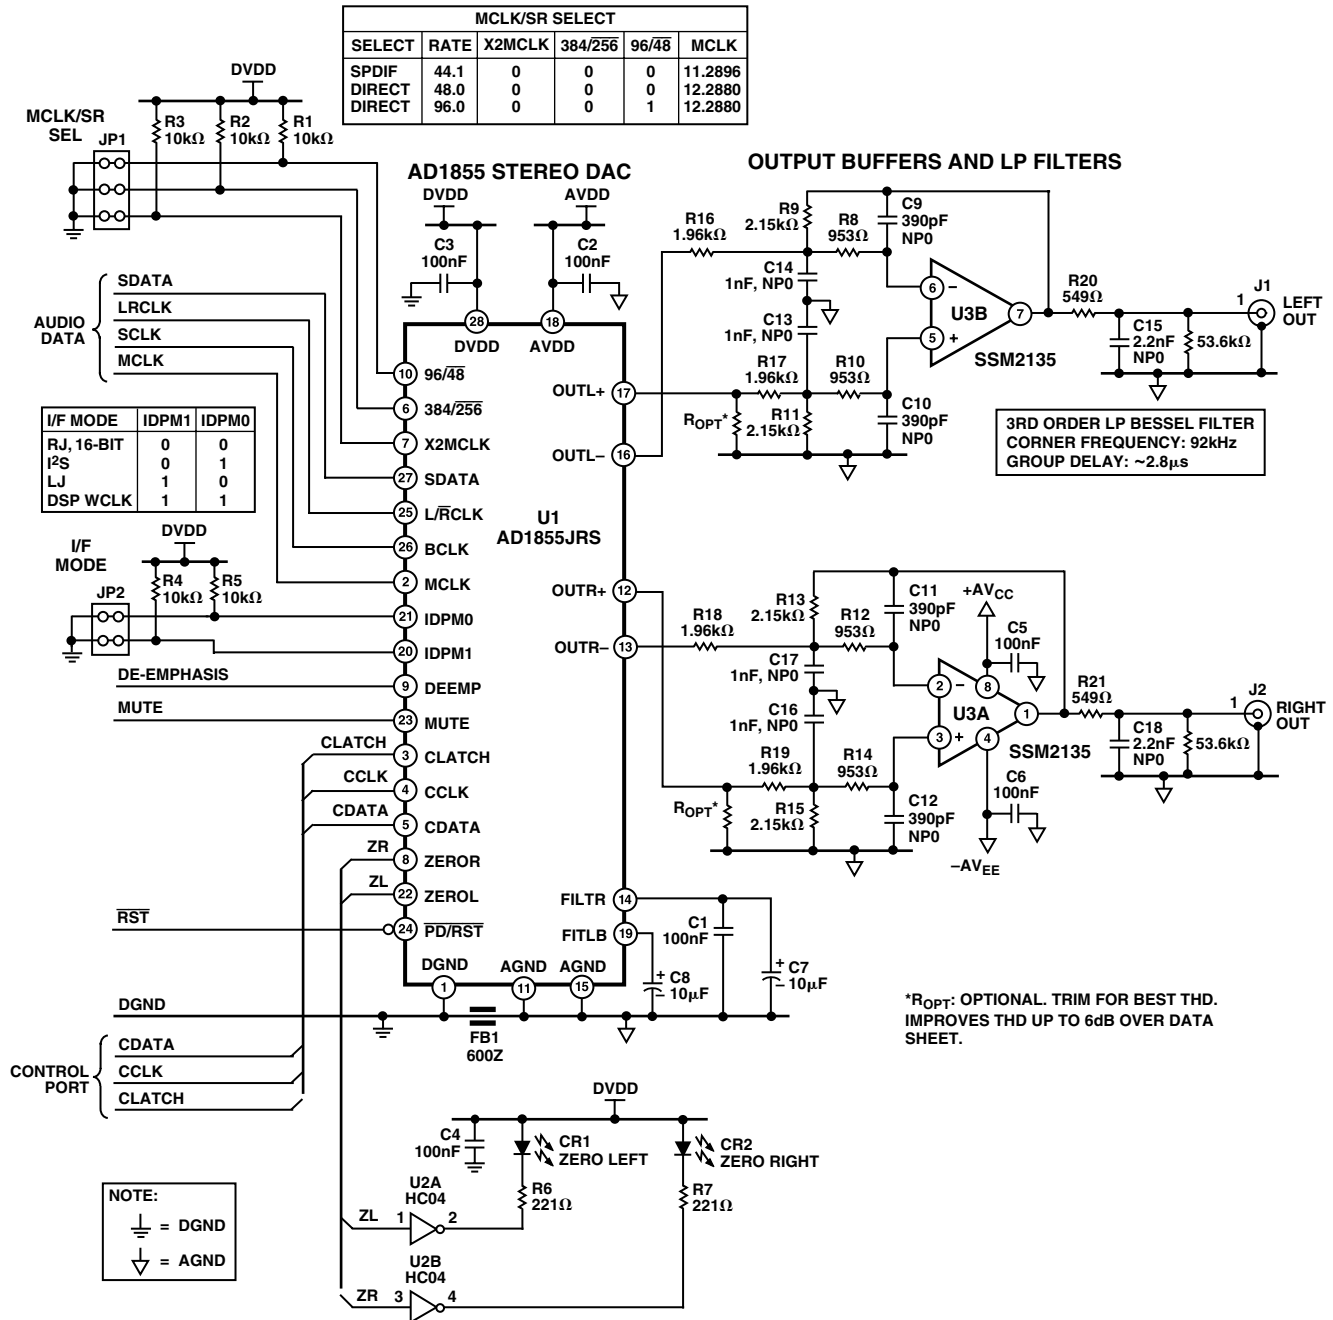 MCLK/SR SELECT
SELECT RATE X2MCLK 384/256 96/48 MCLK
SPDIF 44.1 0 0 0 11.2896
DIRECT 48.0 0 0 0 12.2880
DIRECT 96.0 0 0 1 12.2880
DVDD
MCLK/SR
SEL
JP1
R3
10kΩ
R2
10kΩ
R1
10kΩ
AD1855 STEREO DAC
DVDD
AVDD
C3
100nF
C2
100nF
OUTPUT BUFFERS AND LP FILTERS
AUDIO
DATA
SDATA
LRCLK
SCLK
MCLK
I/F MODE IDPM1 IDPM0
RJ, 16-BIT 0 0
I2S 0 1
LJ 1 0
DSP WCLK 1 1
I/F
MODE
DVDD
JP2
R4
10kΩ
R5
10kΩ
DE-EMPHASIS
MUTE
CLATCH
CCLK
CDATA
ZR
ZL
RST
DGND
CONTROL
PORT
CDATA
CCLK
CLATCH
28
DVDD
18
AVDD
10 96/48
6 384/256
7 X2MCLK
27 SDATA
25 L/RCLK
26 BCLK
2 MCLK
21 IDPM0
20 IDPM1
9 DEEMP
23 MUTE
3 CLATCH
4 CCLK
5 CDATA
8 ZEROR
22 ZEROL
24 PD/RST
U1
AD1855JRS
OUTL+ 17
OUTL– 16
OUTR+ 12
OUTR– 13
FILTR 14
FITLB 19
DGND
1
AGND
11
AGND
15
FB1
600Z
C8
+
–
10µF
C1
100nF
C7
+
–
10µF
R16
1.96kΩ
R9
2.15kΩ
R8
953Ω
C9
390pF
NP0
C14
1nF, NP0
C13
1nF, NP0
R17
1.96kΩ
R10
953Ω
ROPT*
R11
2.15kΩ
C10
390pF
NP0
6 –
5 +
U3B
7
SSM2135
R20
549Ω
C15
2.2nF
NP0
53.6kΩ
J1
1
LEFT
OUT
3RD ORDER LP BESSEL FILTER
CORNER FREQUENCY: 92kHz
GROUP DELAY: ~2.8µs
R18
1.96kΩ
R13
2.15kΩ
R12
953Ω
C11
390pF
NP0
C17
1nF, NP0
C16
1nF, NP0
R19
1.96kΩ
R14
953Ω
ROPT*
R15
2.15kΩ
C12
390pF
NP0
+AVCC
C5
100nF
2 –
8
3 +
U3A
4
1
SSM2135
C6
100nF
–AVEE
R21
549Ω
C18
2.2nF
NP0
53.6kΩ
J2
1
RIGHT
OUT
*ROPT: OPTIONAL. TRIM FOR BEST THD.
IMPROVES THD UP TO 6dB OVER DATA
SHEET.
DVDD
C4
100nF
CR1
ZERO LEFT
CR2
ZERO RIGHT
R6
221Ω
R7
221Ω
U2A
HC04
ZL 1 2
U2B
HC04
ZR 3 4
NOTE:
= DGND
= AGND